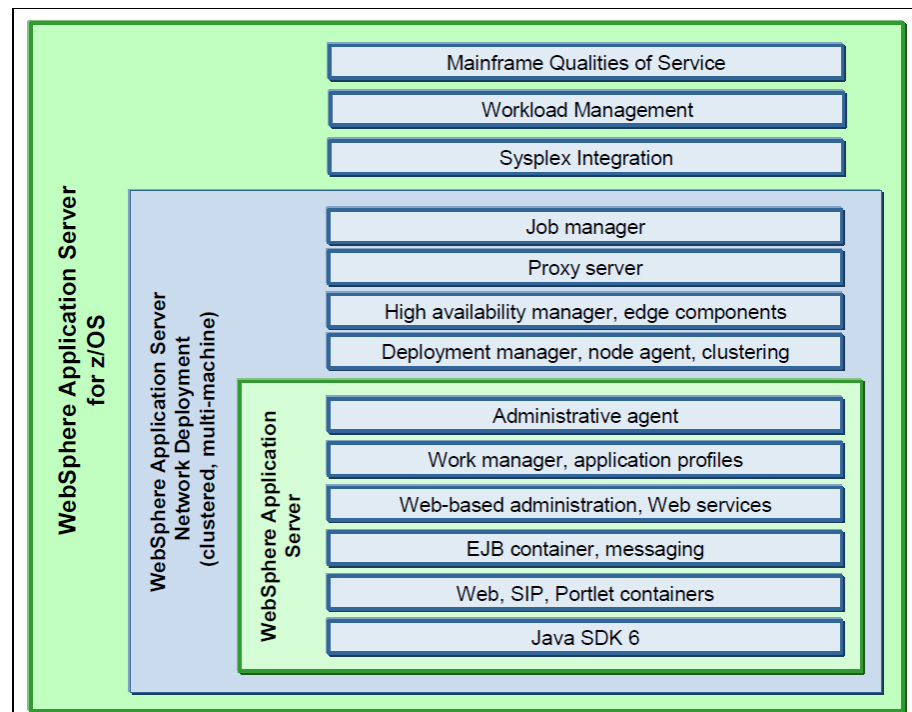 WebSphere Application Server
for z/OS
Mainframe Qualities of Service
Workload Management
Sysplex Integration
WebSphere Application Server
Network Deployment
(clustered, multi-machine)
Job manager
Proxy server
High availability manager, edge components
Deployment manager, node agent, clustering
WebSphere Application
Server
Administrative agent
Work manager, application profiles
Web-based administration, Web services
EJB container, messaging
Web, SIP, Portlet containers
Java SDK 6